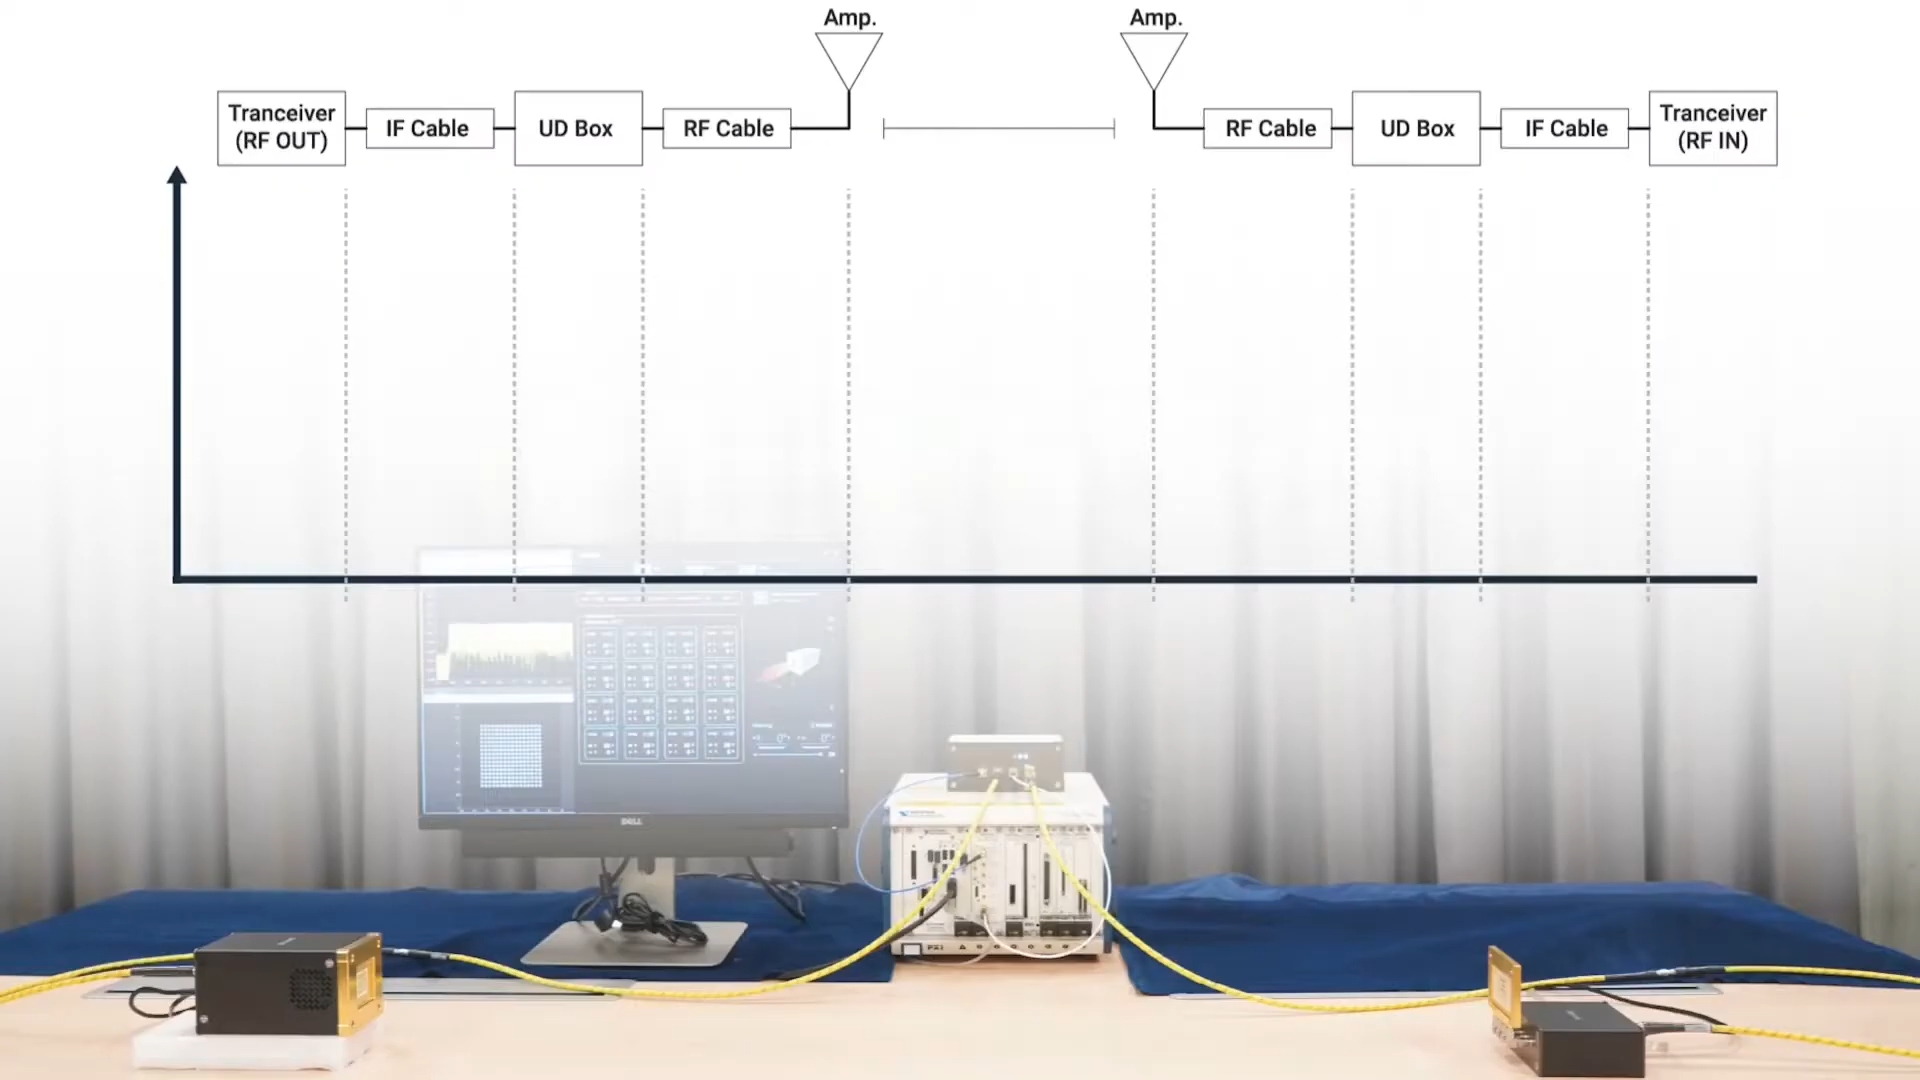 Amp.
Amp.
Tranceiver
(RF OUT)
IF Cable
UD Box
RF Cable
RF Cable
UD Box
IF Cable
Tranceiver
(RF IN)
DELL
PXI